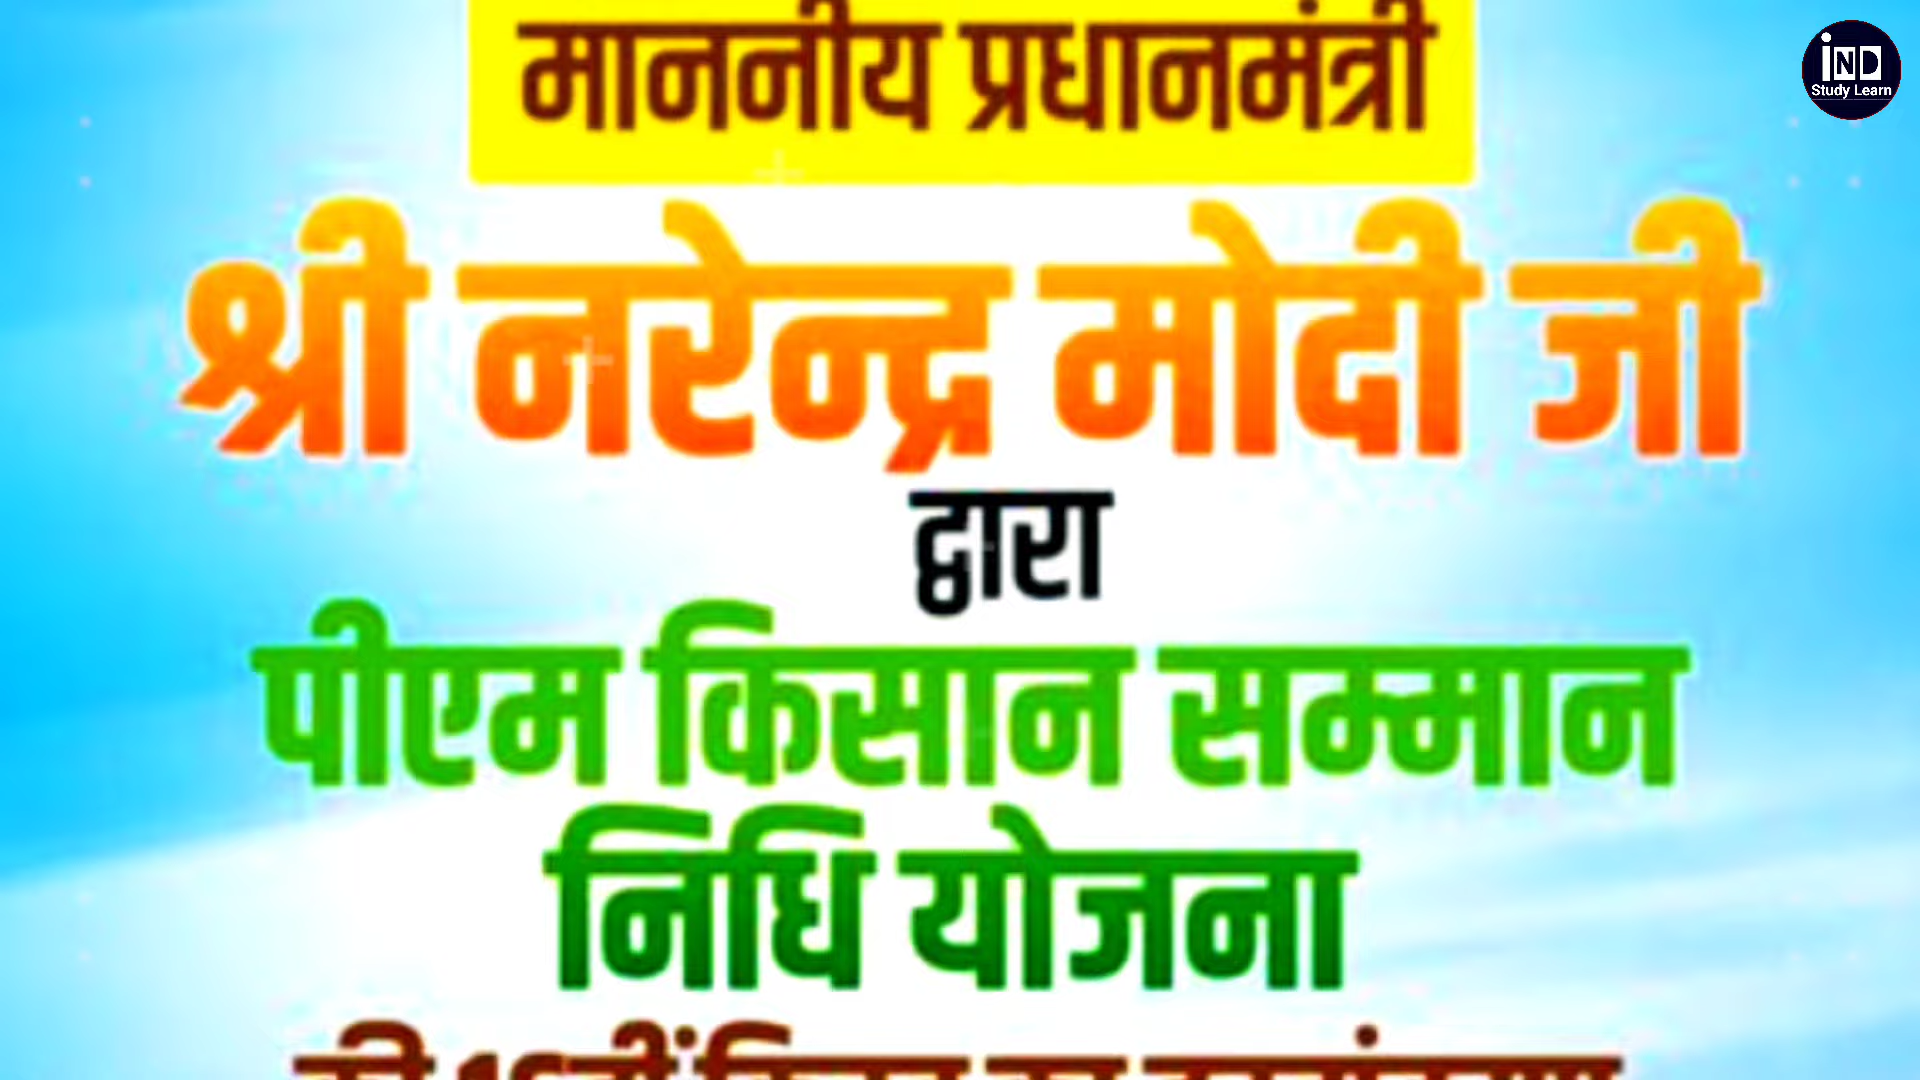 माननीय प्रधानमंत्री
iND
Study Learn
श्री नरेन्द्र मोदी जी
द्वारा
पीएम किसान सम्मान
निधि योजना
की